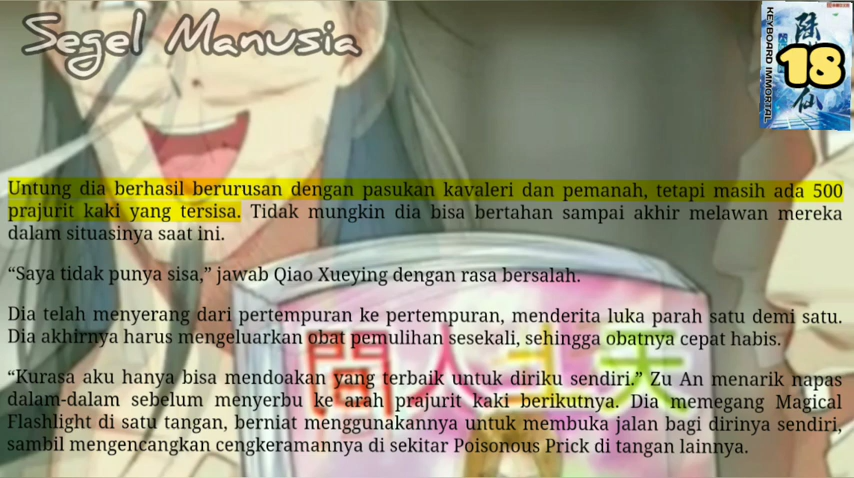 Segel Manusia
KEYBOARD IMMORTAL
18
Untung dia berhasil berurusan dengan pasukan kavaleri dan pemanah, tetapi masih ada 500
prajurit kaki yang tersisa. Tidak mungkin dia bisa bertahan sampai akhir melawan mereka
dalam situasinya saat ini.
“Saya tidak punya sisa,” jawab Qiao Xueying dengan rasa bersalah.
Dia telah menyerang dari pertempuran ke pertempuran, menderita luka parah satu demi satu.
Dia akhirnya harus mengeluarkan obat pemulihan sesekali, sehingga obatnya cepat habis.
“Kurasa aku hanya bisa mendoakan yang terbaik untuk diriku sendiri.” Zu An menarik napas
dalam-dalam sebelum menyerbu ke arah prajurit kaki berikutnya. Dia memegang Magical
Flashlight di satu tangan, berniat menggunakannya untuk membuka jalan bagi dirinya sendiri,
sambil mengencangkan cengkeramannya di sekitar Poisonous Prick di tangan lainnya.
間人上天